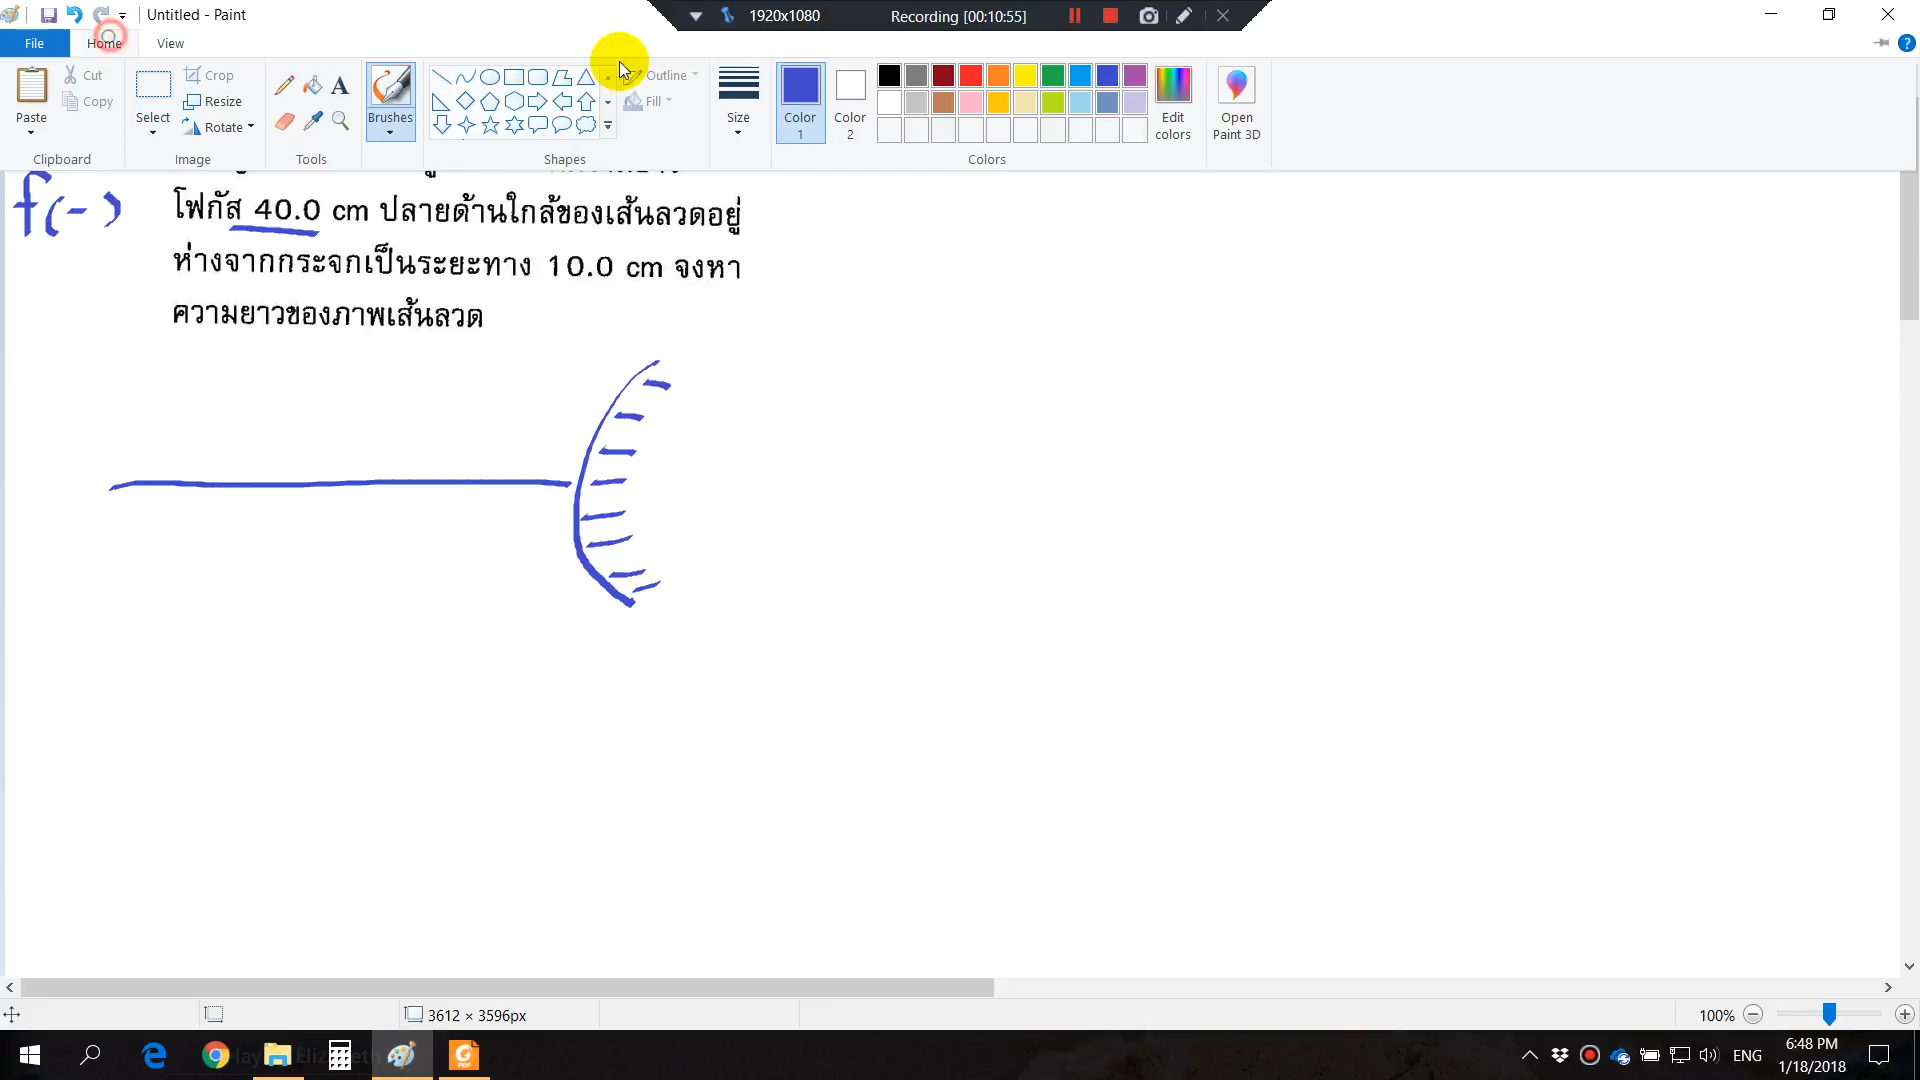 Untitled - Paint
1920x1080
Recording [00:10:55]
File
Home
View
Paste
Cut
Copy
Clipboard
Select
Crop
Resize
Rotate
Image
Tools
Brushes
Shapes
Outline
Fill
Size
Color 1
Color 2
Colors
Edit colors
Open Paint 3D
f(-)
โฟกัส 40.0 cm ปลายด้านใกล้ของเส้นลวดอยู่
ห่างจากกระจกเป็นระยะทาง 10.0 cm จงหา
ความยาวของภาพเส้นลวด
3612 × 3596px
100%
ENG
6:48 PM
1/18/2018